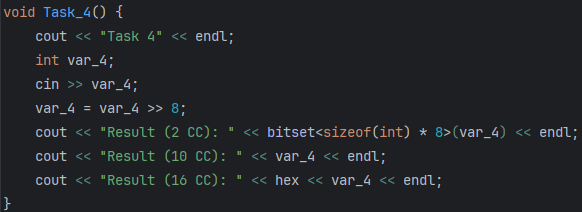 void Task_4() {
    cout << "Task 4" << endl;
    int var_4;
    cin >> var_4;
    var_4 = var_4 >> 8;
    cout << "Result (2 CC): " << bitset<sizeof(int) * 8>(var_4) << endl;
    cout << "Result (10 CC): " << var_4 << endl;
    cout << "Result (16 CC): " << hex << var_4 << endl;
}